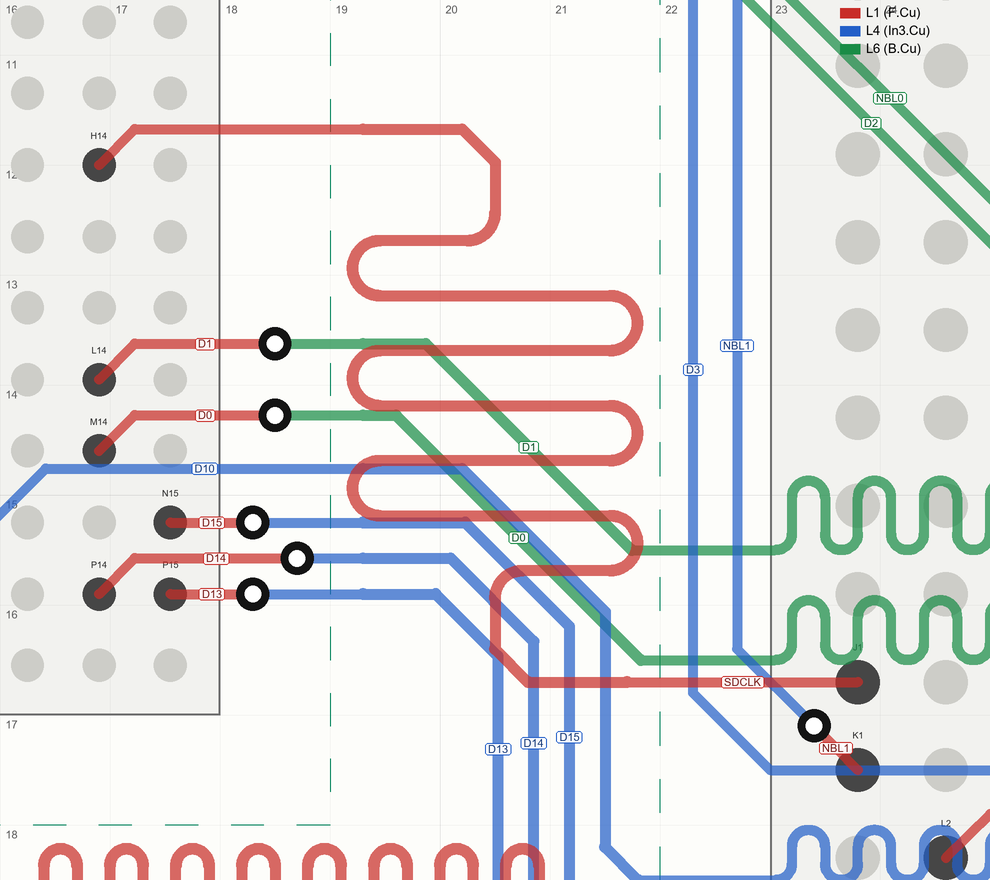 16 17 18 19 20 21 22 23
L1 (F.Cu)
L4 (In3.Cu)
L6 (B.Cu)
11
NBL0
D2
H14
12
13
D1
L14
NBL1
D3
14
D0
M14
D1
D10
N15
15
D15
D0
D14
P14
P15
D13
16
J1
SDCLK
17
K1
D13
D14
D15
NBL1
L2
18